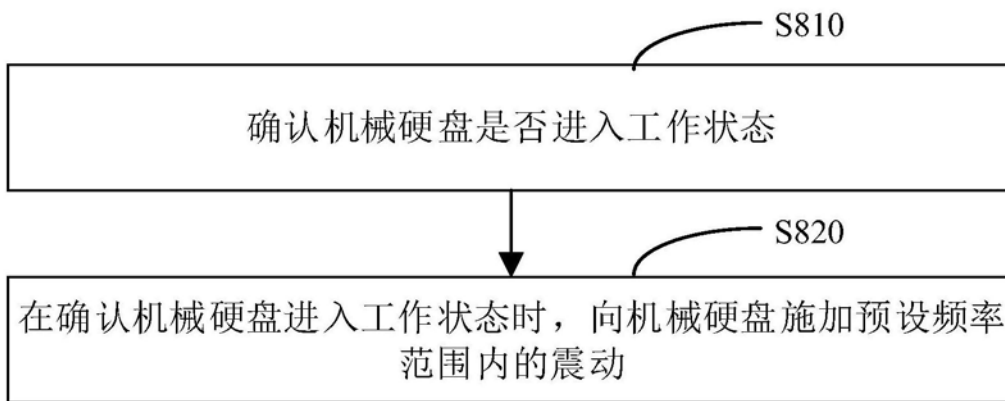 S810
确认机械硬盘是否进入工作状态
S820
在确认机械硬盘进入工作状态时，向机械硬盘施加预设频率
范围内的震动